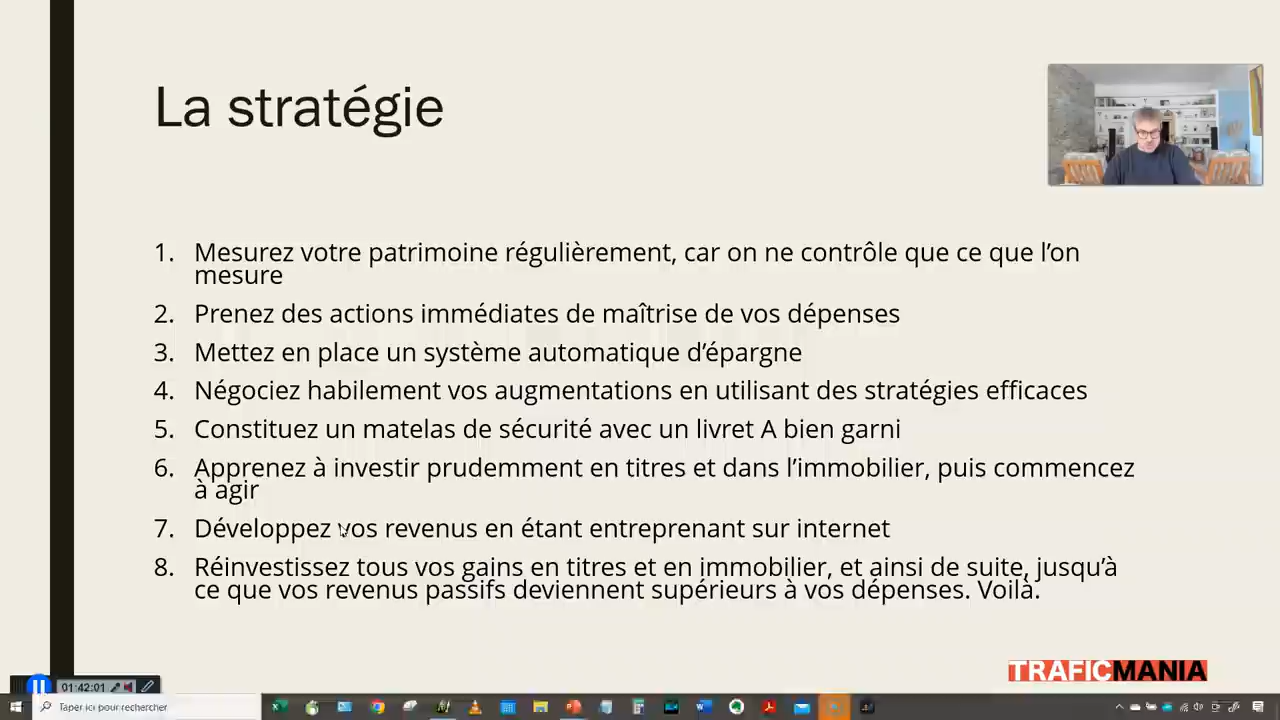 La stratégie
1. Mesurez votre patrimoine régulièrement, car on ne contrôle que ce que l’on
mesure
2. Prenez des actions immédiates de maîtrise de vos dépenses
3. Mettez en place un système automatique d’épargne
4. Négociez habilement vos augmentations en utilisant des stratégies efficaces
5. Constituez un matelas de sécurité avec un livret A bien garni
6. Apprenez à investir prudemment en titres et dans l’immobilier, puis commencez
à agir
7. Développez vos revenus en étant entreprenant sur internet
8. Réinvestissez tous vos gains en titres et en immobilier, et ainsi de suite, jusqu’à
ce que vos revenus passifs deviennent supérieurs à vos dépenses. Voilà.
TRAFICMANIA
01:42:01
Taper ici pour rechercher